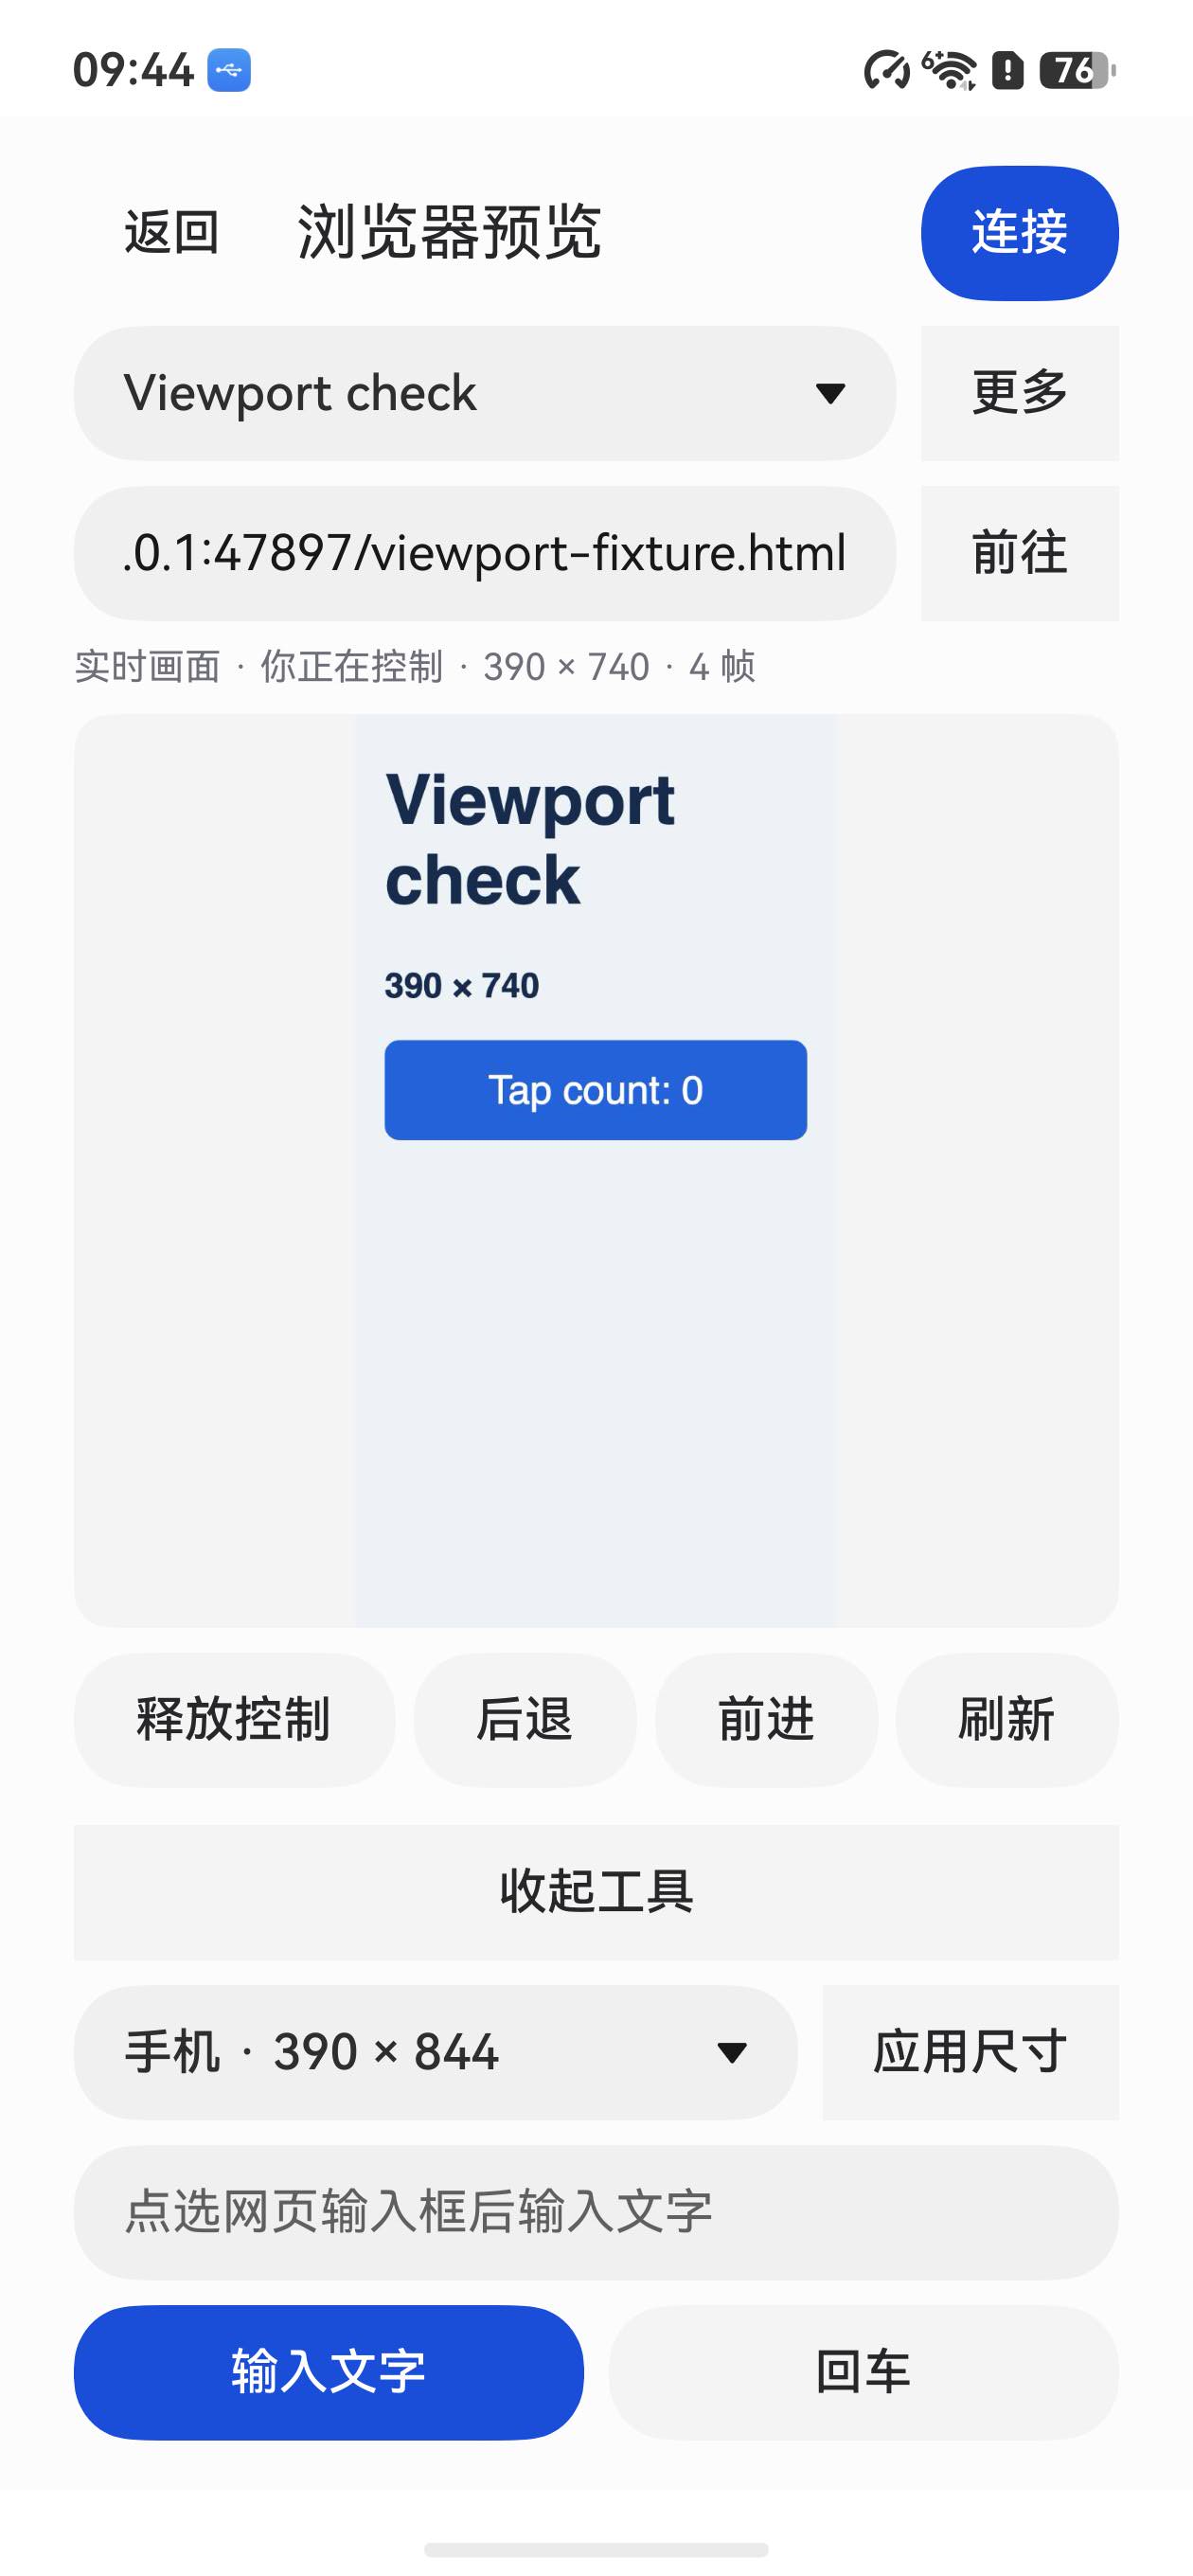 09:44
6+
76
返回 浏览器预览 连接
Viewport check 更多
.0.1:47897/viewport-fixture.html 前往
实时画面 · 你正在控制 · 390 × 740 · 4 帧
Viewport
check
390 × 740
Tap count: 0
释放控制 后退 前进 刷新
收起工具
手机 · 390 × 844 应用尺寸
点选网页输入框后输入文字
输入文字 回车